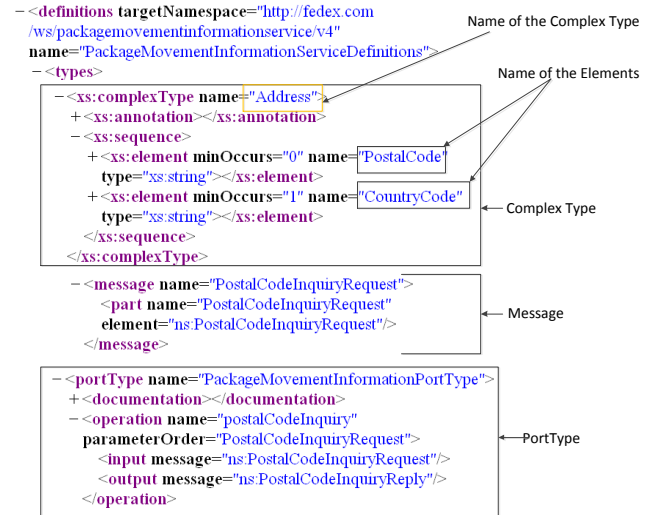 −<definitions targetNamespace="http://fedex.com
/ws/packagemovementinformationservice/v4"
name="PackageMovementInformationServiceDefinitions">
Name of the Complex Type
−<types>
Name of the Elements
−<xs:complexType name="Address">
+<xs:annotation></xs:annotation>
−<xs:sequence>
+<xs:element minOccurs="0" name="PostalCode"
type="xs:string"></xs:element>
+<xs:element minOccurs="1" name="CountryCode"
type="xs:string"></xs:element>
Complex Type
</xs:sequence>
</xs:complexType>
−<message name="PostalCodeInquiryRequest">
<part name="PostalCodeInquiryRequest"
element="ns:PostalCodeInquiryRequest"/>
Message
</message>
−<portType name="PackageMovementInformationPortType">
+<documentation></documentation>
−<operation name="postalCodeInquiry"
parameterOrder="PostalCodeInquiryRequest">
PortType
<input message="ns:PostalCodeInquiryRequest"/>
<output message="ns:PostalCodeInquiryReply"/>
</operation>